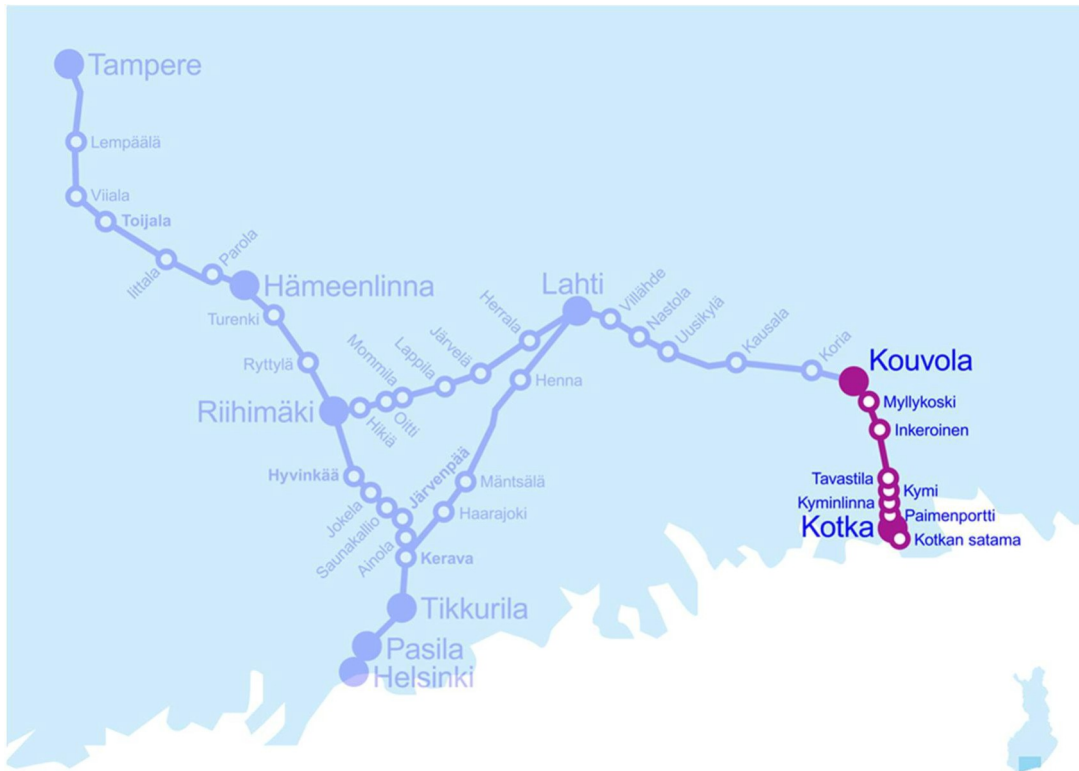 Tampere
Lempäälä
Viiala
Toijala
Iittala
Parola
Hämeenlinna
Turenki
Ryttylä
Riihimäki
Hikiä
Mommila
Oitti
Lappila
Järvelä
Herrala
Lahti
Villähde
Nastola
Uusikylä
Kausala
Koria
Kouvola
Myllykoski
Inkeroinen
Tavastila
Kymi
Kyminlinna
Paimenportti
Kotka
Kotkan satama
Henna
Mäntsälä
Haarajoki
Hyvinkää
Jokela
Saunakallio
Järvenpää
Ainola
Kerava
Tikkurila
Pasila
Helsinki